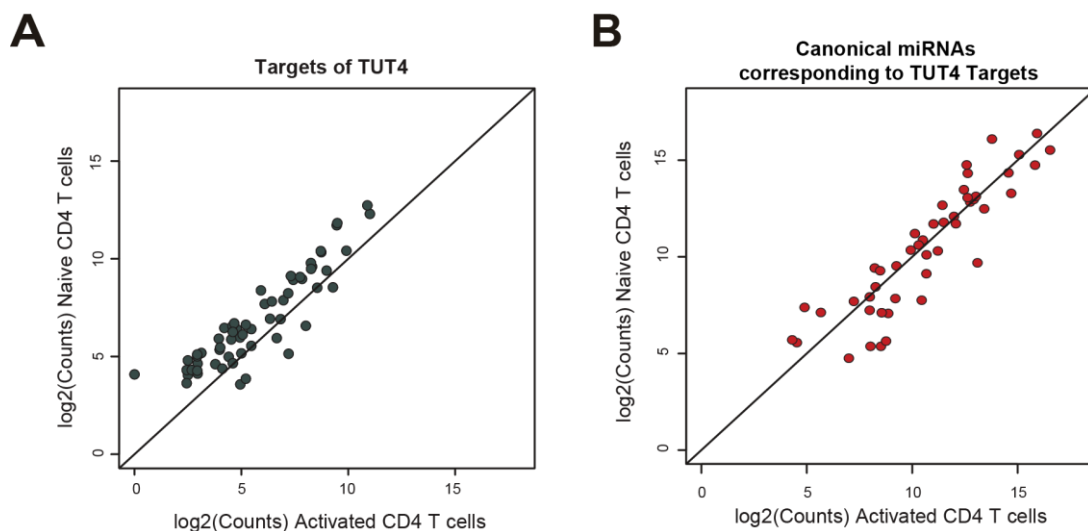 A
Targets of TUT4
log2(Counts) Naive CD4 T cells
15
10
5
0
0 5 10 15
log2(Counts) Activated CD4 T cells
B
Canonical miRNAs
corresponding to TUT4 Targets
log2(Counts) Naive CD4 T cells
15
10
5
0
0 5 10 15
log2(Counts) Activated CD4 T cells